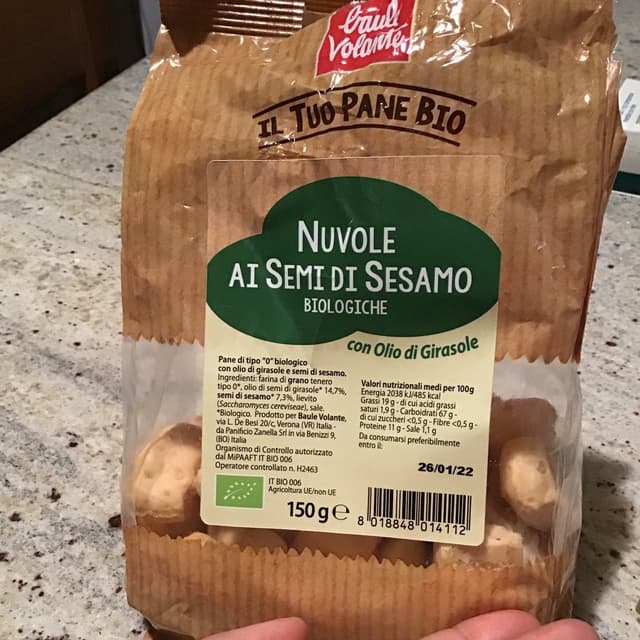 Baule
Volante
IL TUO PANE BIO
NUVOLE
AI SEMI DI SESAMO
BIOLOGICHE
con Olio di Girasole
Pane di tipo "0" biologico
con olio di girasole e semi di sesamo.
Ingredienti: farina di grano tenero
tipo 0*, olio di semi di girasole* 14,7%,
semi di sesamo* 7,3%, lievito
(Saccharomyces cereviseae), sale.
*Biologico. Prodotto per Baule Volante,
via L. De Besi 20/c, Verona (VR) Italia -
da Panificio Zanella Srl in via Benizzi 9,
(BO) Italia
Organismo di Controllo autorizzato
dal MIPAAFT IT BIO 006
Operatore controllato n. H2463
IT BIO 006
Agricoltura UE/non UE
150 g e
Valori nutrizionali medi per 100g
Energia 2038 kJ/485 kcal
Grassi 19 g - di cui acidi grassi
saturi 1,9 g - Carboidrati 67 g -
di cui zuccheri <0,5 g - Fibre <0,5 g -
Proteine 11 g - Sale 1,1 g
Da consumarsi preferibilmente
entro il:
26/01/22
8 018848 014112